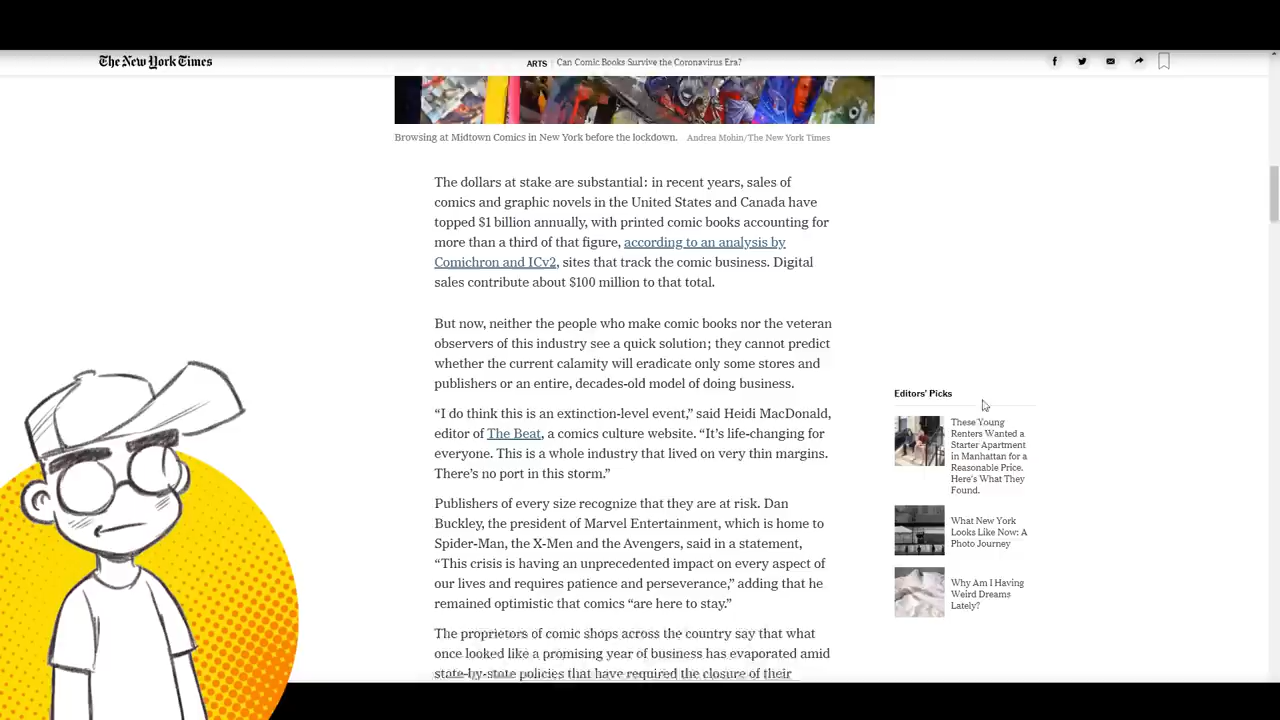 The New York Times
ARTS Can Comic Books Survive the Coronavirus Era?
Browsing at Midtown Comics in New York before the lockdown. Andrea Mohin/The New York Times
The dollars at stake are substantial: in recent years, sales of
comics and graphic novels in the United States and Canada have
topped $1 billion annually, with printed comic books accounting for
more than a third of that figure, according to an analysis by
Comichron and ICv2, sites that track the comic business. Digital
sales contribute about $100 million to that total.
But now, neither the people who make comic books nor the veteran
observers of this industry see a quick solution; they cannot predict
whether the current calamity will eradicate only some stores and
publishers or an entire, decades-old model of doing business.
“I do think this is an extinction-level event,” said Heidi MacDonald,
editor of The Beat, a comics culture website. “It’s life-changing for
everyone. This is a whole industry that lived on very thin margins.
There’s no port in this storm.”
Publishers of every size recognize that they are at risk. Dan
Buckley, the president of Marvel Entertainment, which is home to
Spider-Man, the X-Men and the Avengers, said in a statement,
“This crisis is having an unprecedented impact on every aspect of
our lives and requires patience and perseverance,” adding that he
remained optimistic that comics “are here to stay.”
The proprietors of comic shops across the country say that what
once looked like a promising year of business has evaporated amid
state-by-state policies that have required the closure of their
Editors’ Picks
These Young
Renters Wanted a
Starter Apartment
in Manhattan for a
Reasonable Price.
Here’s What They
Found.
What New York
Looks Like Now: A
Photo Journey
Why Am I Having
Weird Dreams
Lately?